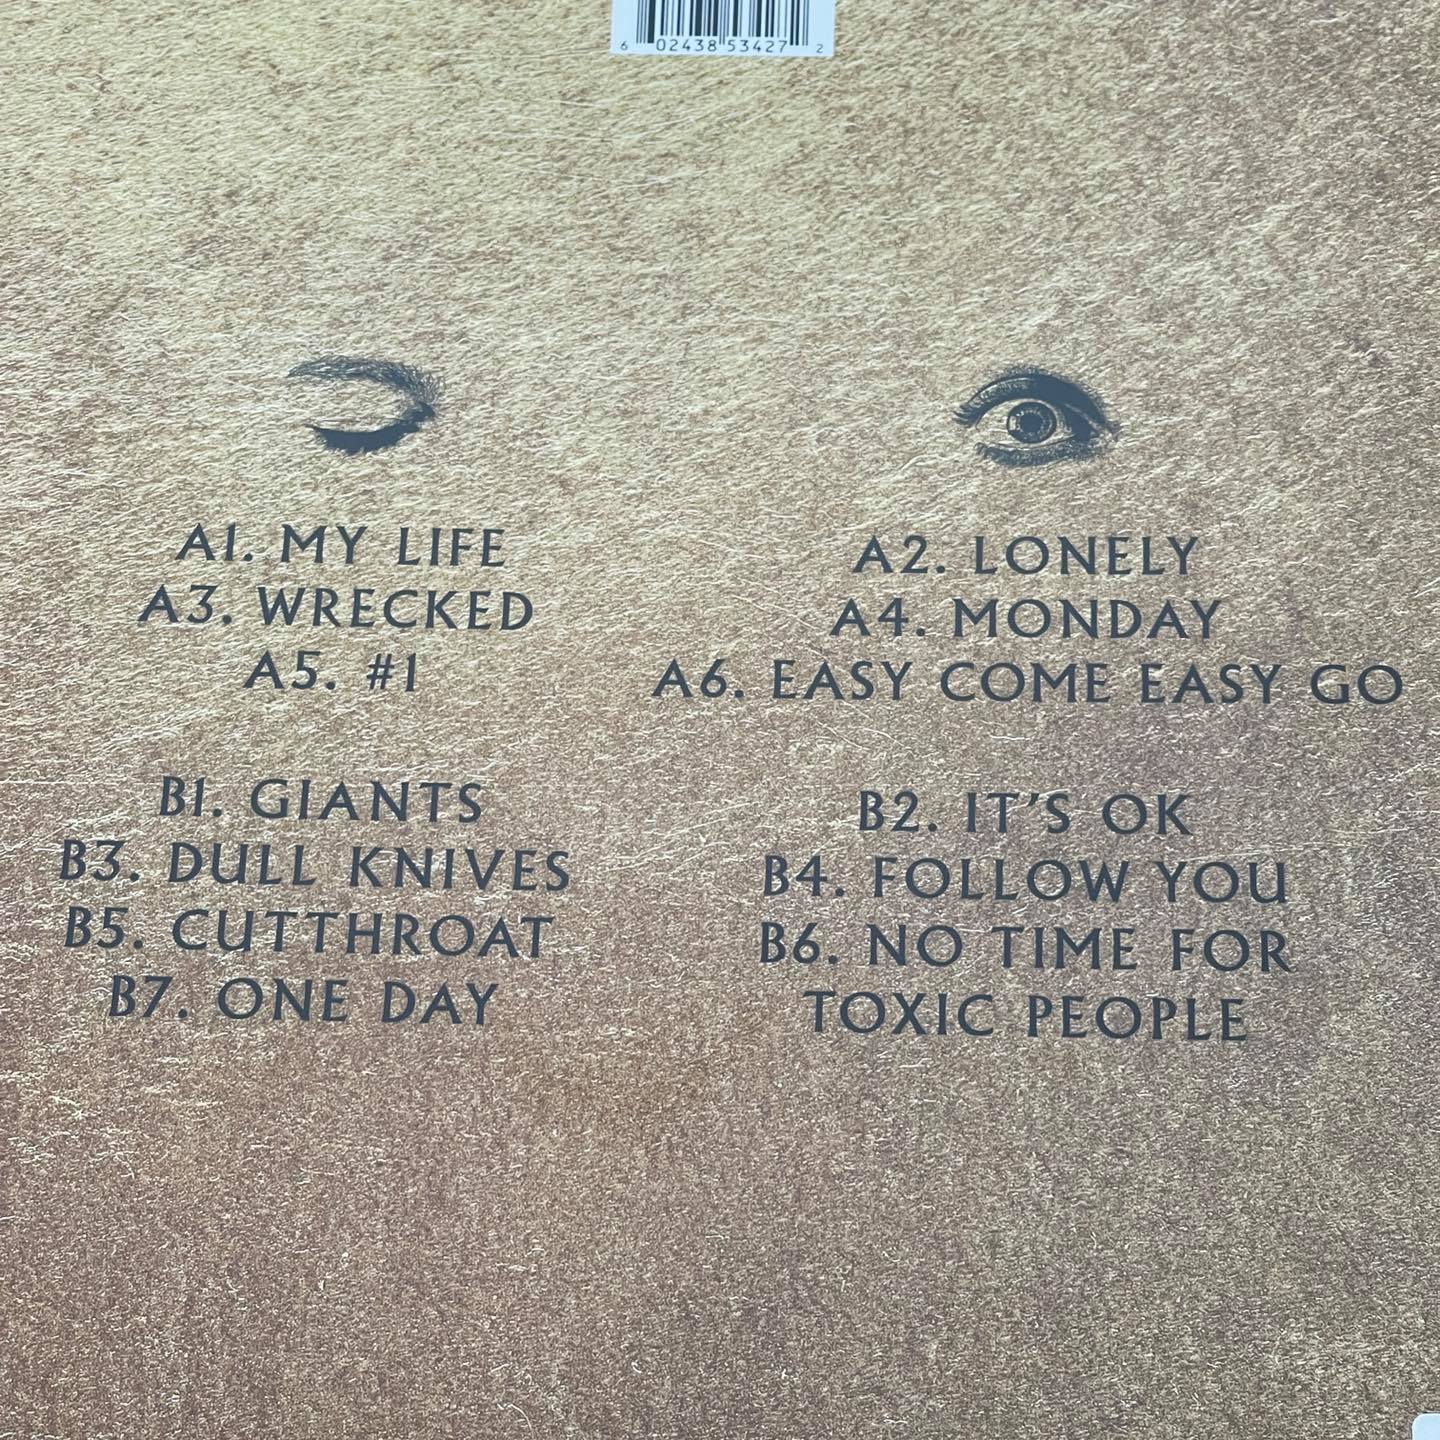 6 02438 53427 2
A1. MY LIFE
A2. LONELY
A3. WRECKED
A4. MONDAY
A5. #1
A6. EASY COME EASY GO
B1. GIANTS
B2. IT'S OK
B3. DULL KNIVES
B4. FOLLOW YOU
B5. CUTTHROAT
B6. NO TIME FOR
TOXIC PEOPLE
B7. ONE DAY